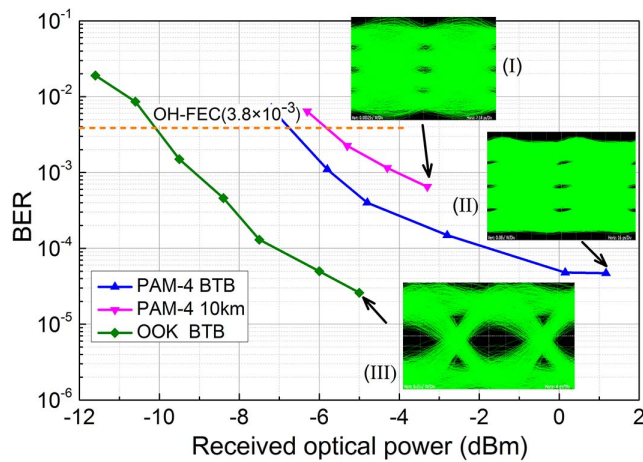 10⁻¹
10⁻²
10⁻³
10⁻⁴
10⁻⁵
10⁻⁶
BER
OH-FEC(3.8×10⁻³)
(I)
(II)
(III)
PAM-4 BTB
PAM-4 10km
OOK BTB
-12
-10
-8
-6
-4
-2
0
2
Received optical power (dBm)